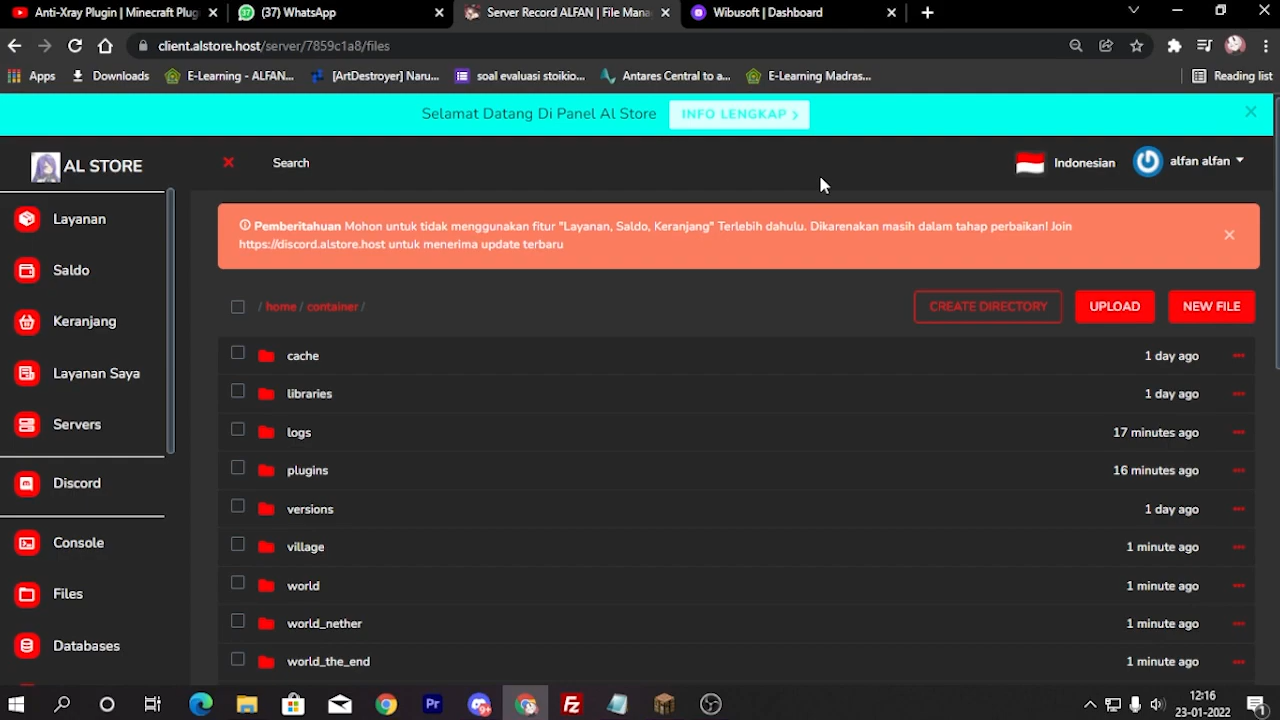 Anti-Xray Plugin | Minecraft Plug
(37) WhatsApp
Server Record ALFAN | File Mana
Wibusoft | Dashboard
client.alstore.host/server/7859c1a8/files
Apps
Downloads
E-Learning - ALFAN...
[ArtDestroyer] Naru...
soal evaluasi stoikio...
Antares Central to a...
E-Learning Madras...
Reading list
Selamat Datang Di Panel Al Store
INFO LENGKAP >
AL STORE
Search
Indonesian
alfan alfan
Layanan
Saldo
Keranjang
Layanan Saya
Servers
Discord
Console
Files
Databases
Pemberitahuan Mohon untuk tidak menggunakan fitur "Layanan, Saldo, Keranjang" Terlebih dahulu. Dikarenakan masih dalam tahap perbaikan! Join
https://discord.alstore.host untuk menerima update terbaru
/ home / container /
CREATE DIRECTORY
UPLOAD
NEW FILE
cache 1 day ago
libraries 1 day ago
logs 17 minutes ago
plugins 16 minutes ago
versions 1 day ago
village 1 minute ago
world 1 minute ago
world_nether 1 minute ago
world_the_end 1 minute ago
Pr
Fz
12:16
23-01-2022
1